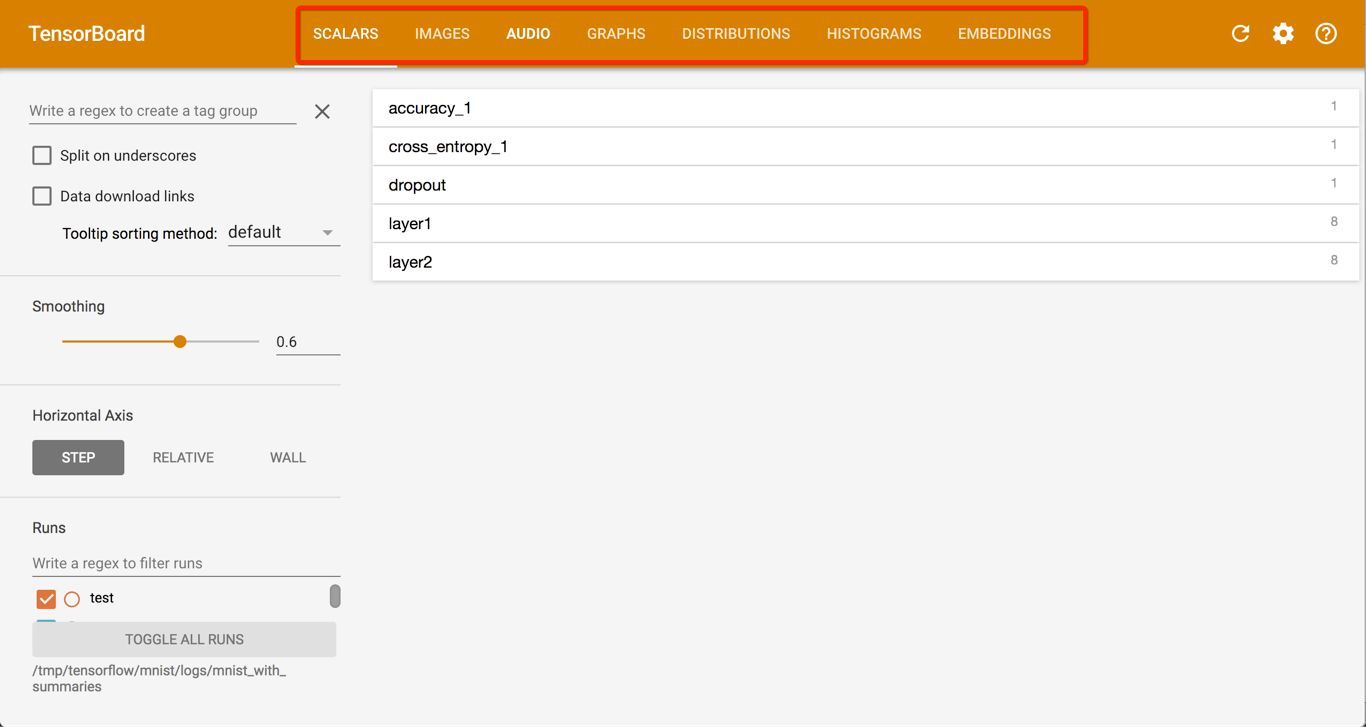 TensorBoard
SCALARS IMAGES AUDIO GRAPHS DISTRIBUTIONS HISTOGRAMS EMBEDDINGS
Write a regex to create a tag group
Split on underscores
Data download links
Tooltip sorting method: default
Smoothing
0.6
Horizontal Axis
STEP RELATIVE WALL
Runs
Write a regex to filter runs
test
TOGGLE ALL RUNS
/tmp/tensorflow/mnist/logs/mnist_with_
summaries
accuracy_1 1
cross_entropy_1 1
dropout 1
layer1 8
layer2 8